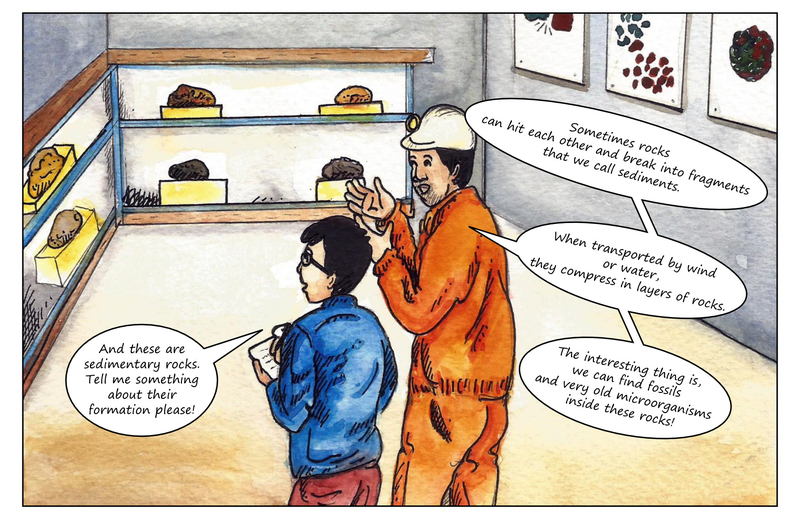 And these are
sedimentary rocks.
Tell me something
about their
formation please!
Sometimes rocks
can hit each other and break into fragments
that we call sediments.
When transported by wind
or water,
they compress in layers of rocks.
The interesting thing is,
we can find fossils
and very old microorganisms
inside these rocks!